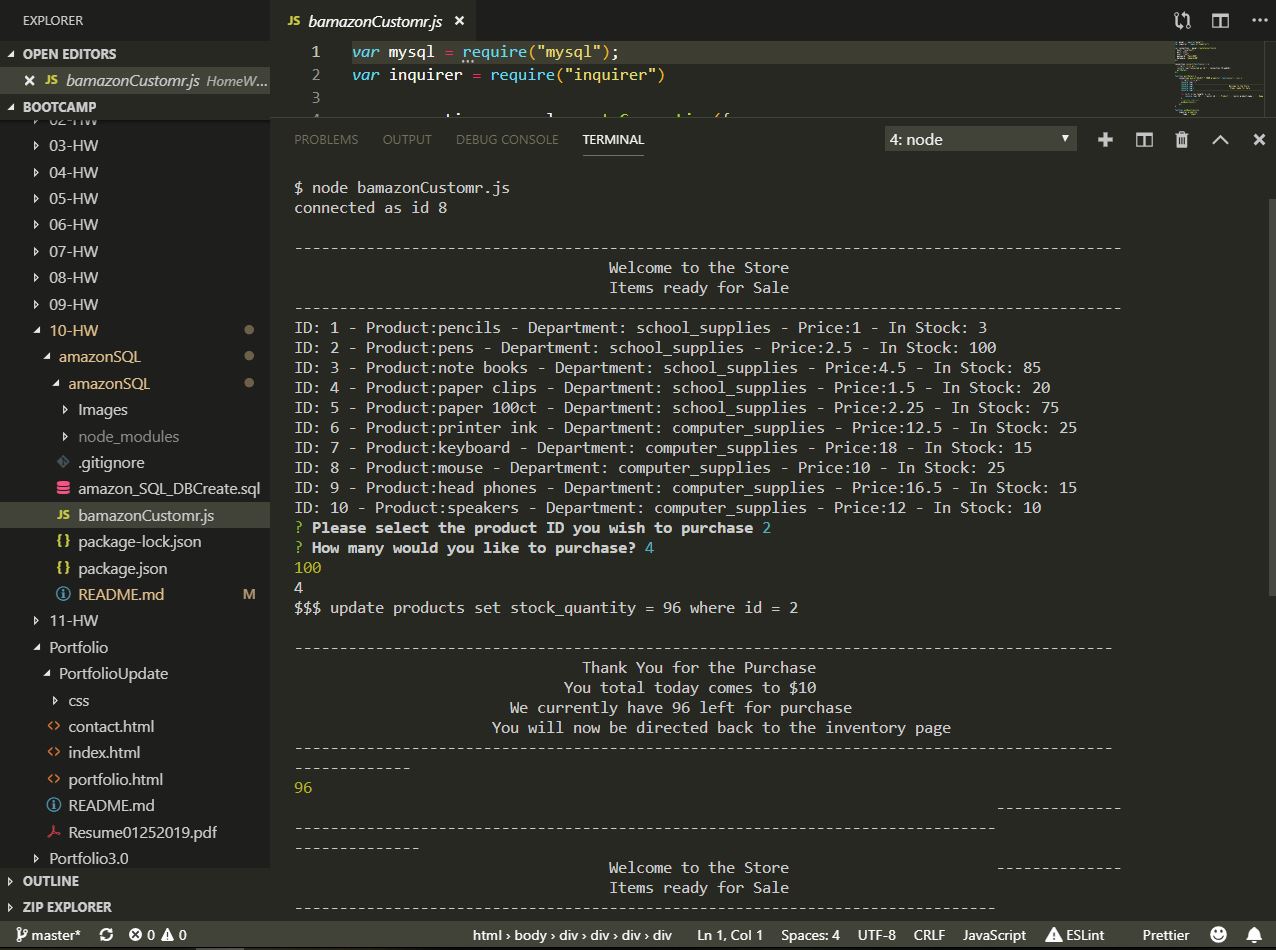 EXPLORER
OPEN EDITORS
JS bamazonCustomr.js HomeW...
BOOTCAMP
02-HW
03-HW
04-HW
05-HW
06-HW
07-HW
08-HW
09-HW
10-HW
amazonSQL
amazonSQL
Images
node_modules
.gitignore
amazon_SQL_DBCreate.sql
JS bamazonCustomr.js
{} package-lock.json
{} package.json
README.md M
11-HW
Portfolio
PortfolioUpdate
css
<> contact.html
<> index.html
<> portfolio.html
README.md
Resume01252019.pdf
Portfolio3.0
OUTLINE
ZIP EXPLORER
JS bamazonCustomr.js ×
1 var mysql = require("mysql");
2 var inquirer = require("inquirer")
3
PROBLEMS OUTPUT DEBUG CONSOLE TERMINAL 4: node
$ node bamazonCustomr.js
connected as id 8
--------------------------------------------------------------------------------------------
Welcome to the Store
Items ready for Sale
--------------------------------------------------------------------------------------------
ID: 1 - Product:pencils - Department: school_supplies - Price:1 - In Stock: 3
ID: 2 - Product:pens - Department: school_supplies - Price:2.5 - In Stock: 100
ID: 3 - Product:note books - Department: school_supplies - Price:4.5 - In Stock: 85
ID: 4 - Product:paper clips - Department: school_supplies - Price:1.5 - In Stock: 20
ID: 5 - Product:paper 100ct - Department: school_supplies - Price:2.25 - In Stock: 75
ID: 6 - Product:printer ink - Department: computer_supplies - Price:12.5 - In Stock: 25
ID: 7 - Product:keyboard - Department: computer_supplies - Price:18 - In Stock: 15
ID: 8 - Product:mouse - Department: computer_supplies - Price:10 - In Stock: 25
ID: 9 - Product:head phones - Department: computer_supplies - Price:16.5 - In Stock: 15
ID: 10 - Product:speakers - Department: computer_supplies - Price:12 - In Stock: 10
? Please select the product ID you wish to purchase 2
? How many would you like to purchase? 4
100
4
$$$ update products set stock_quantity = 96 where id = 2
-------------------------------------------------------------------------------------------
Thank You for the Purchase
You total today comes to $10
We currently have 96 left for purchase
You will now be directed back to the inventory page
-------------------------------------------------------------------------------------------
-------------
96
--------------
------------------------------------------------------------------------------
--------------
Welcome to the Store --------------
Items ready for Sale
------------------------------------------------------------------------------
master* 0 0 html › body › div › div › div › div Ln 1, Col 1 Spaces: 4 UTF-8 CRLF JavaScript ESLint Prettier